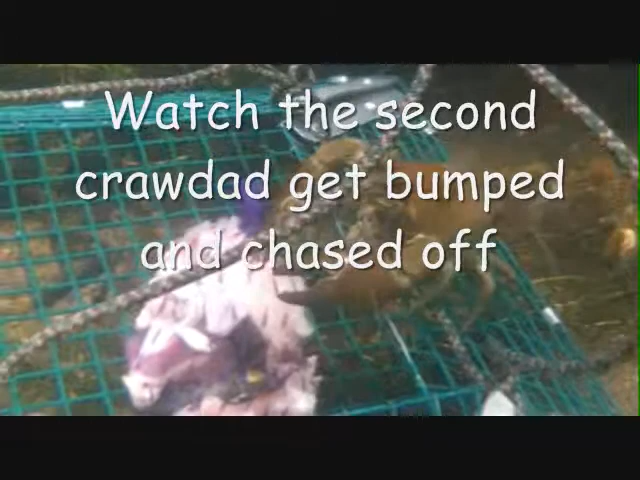 Watch the second
crawdad get bumped
and chased off